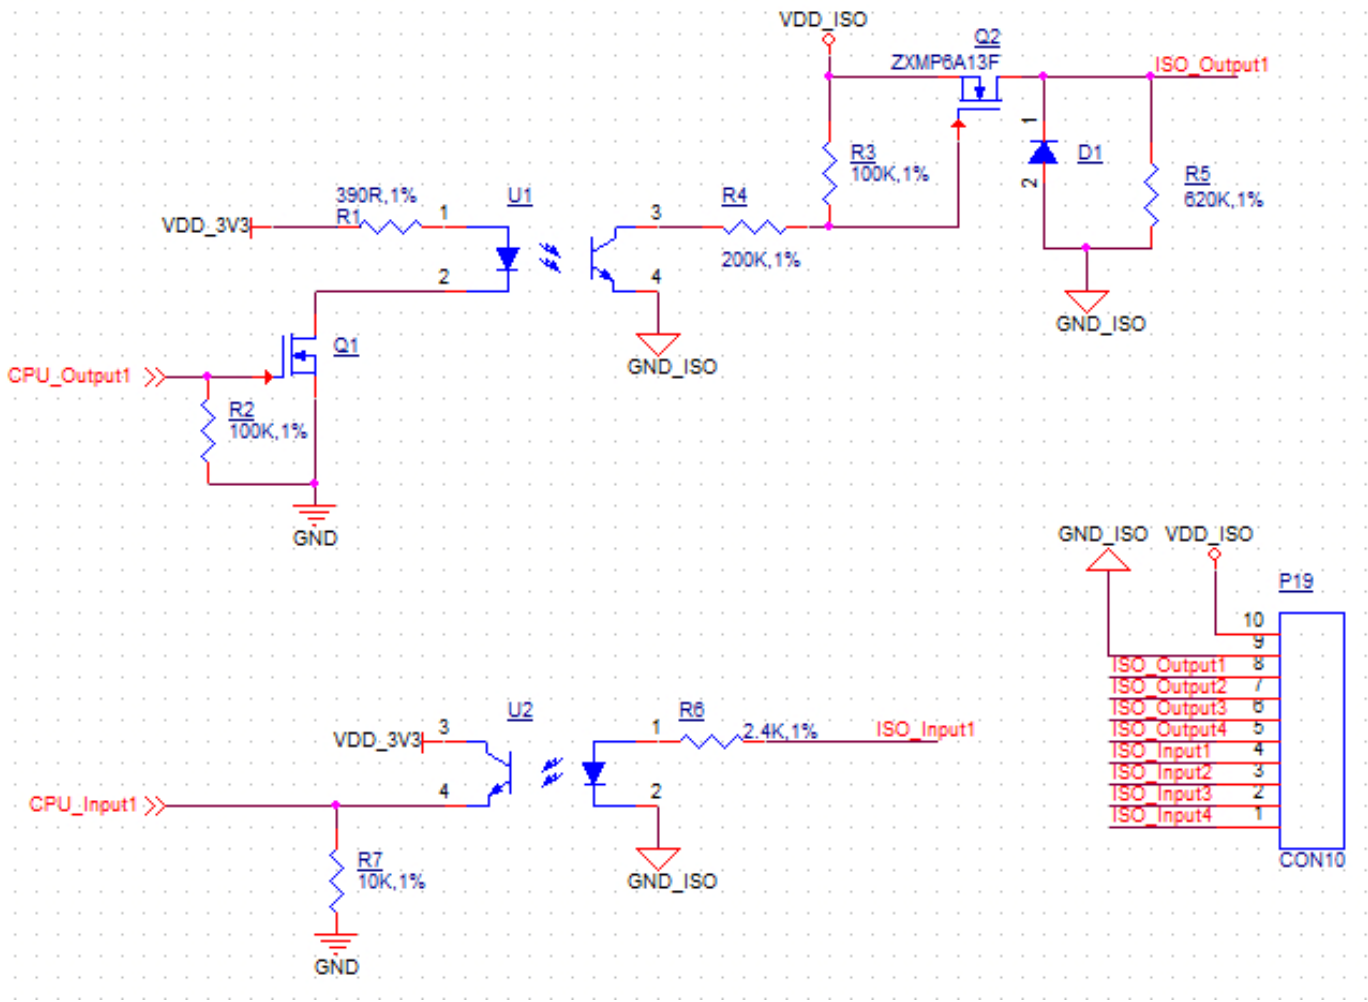 VDD_ISO
Q2
ZXMP6A13F
ISO_Output1
1
D1
2
R3
100K,1%
R5
620K,1%
390R,1%
U1
R4
VDD_3V3
R1
1
3
200K,1%
2
4
GND_ISO
GND_ISO
Q1
CPU_Output1
R2
100K,1%
GND
GND_ISO
VDD_ISO
P19
10
9
ISO_Output1
8
ISO_Output2
7
ISO_Output3
6
ISO_Output4
5
ISO_Input1
4
ISO_Input2
3
ISO_Input3
2
ISO_Input4
1
CON10
U2
R6
VDD_3V3
3
1
2.4K,1%
ISO_Input1
CPU_Input1
4
2
R7
10K,1%
GND_ISO
GND